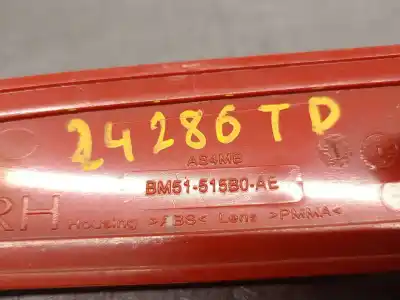 24286TD
AS4MB
BM51-515B0-AE
RH Housing >ABS< Lens >PMMA<